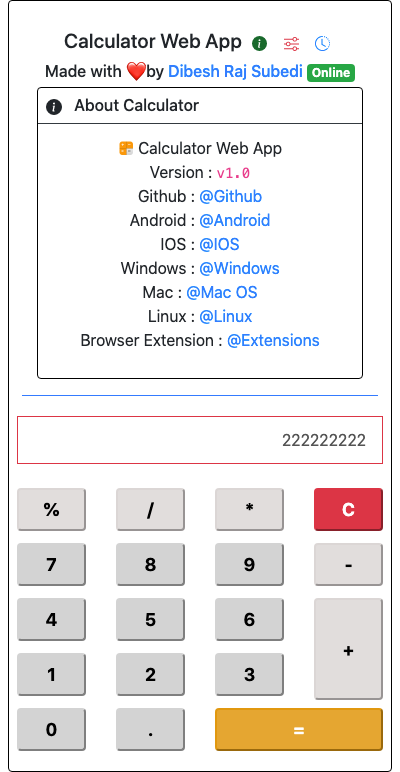 Calculator Web App
Made with ❤️by Dibesh Raj Subedi Online
About Calculator
Calculator Web App
Version : v1.0
Github : @Github
Android : @Android
IOS : @IOS
Windows : @Windows
Mac : @Mac OS
Linux : @Linux
Browser Extension : @Extensions
222222222
% / * C
7 8 9 -
4 5 6 +
1 2 3
0 . =